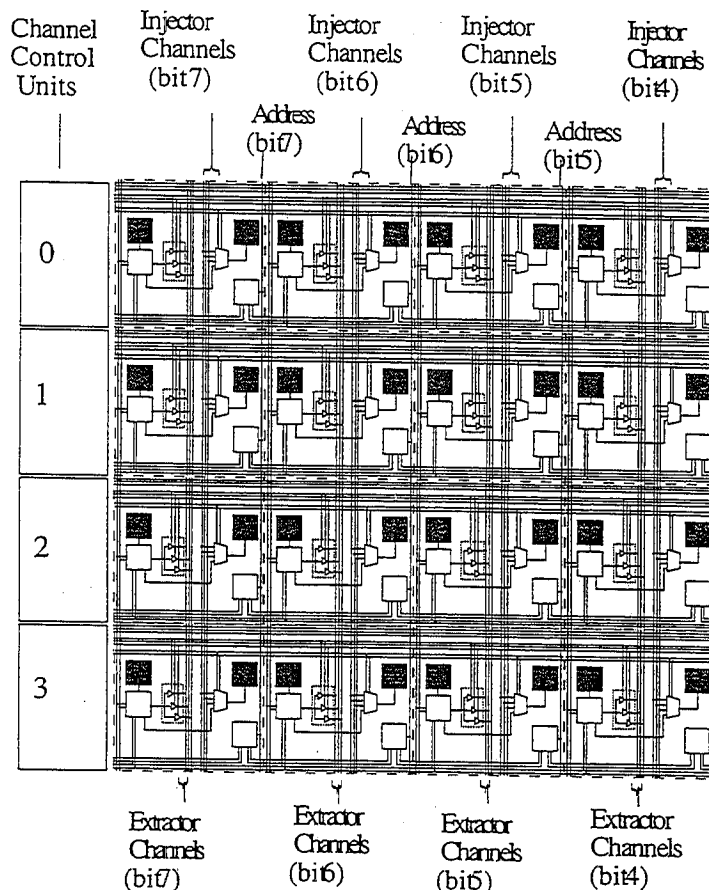 Channel
Control
Units
Injector
Channels
(bit7)
Injector
Channels
(bit6)
Injector
Channels
(bit5)
Injector
Channels
(bit4)
Address
(bit7)
Address
(bit6)
Address
(bit5)
0
1
2
3
Extractor
Channels
(bit7)
Extractor
Channels
(bit6)
Extractor
Channels
(bit5)
Extractor
Channels
(bit4)